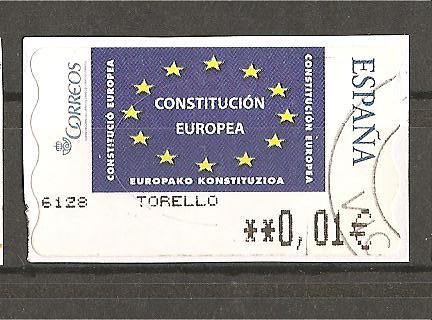 CORREOS
CONSTITUCIÓ EUROPEA
CONSTITUCIÓN
EUROPEA
CONSTITUCIÓN EUROPEA
EUROPAKO KONSTITUZIOA
ESPAÑA
6128 TORELLO
**0,01€.